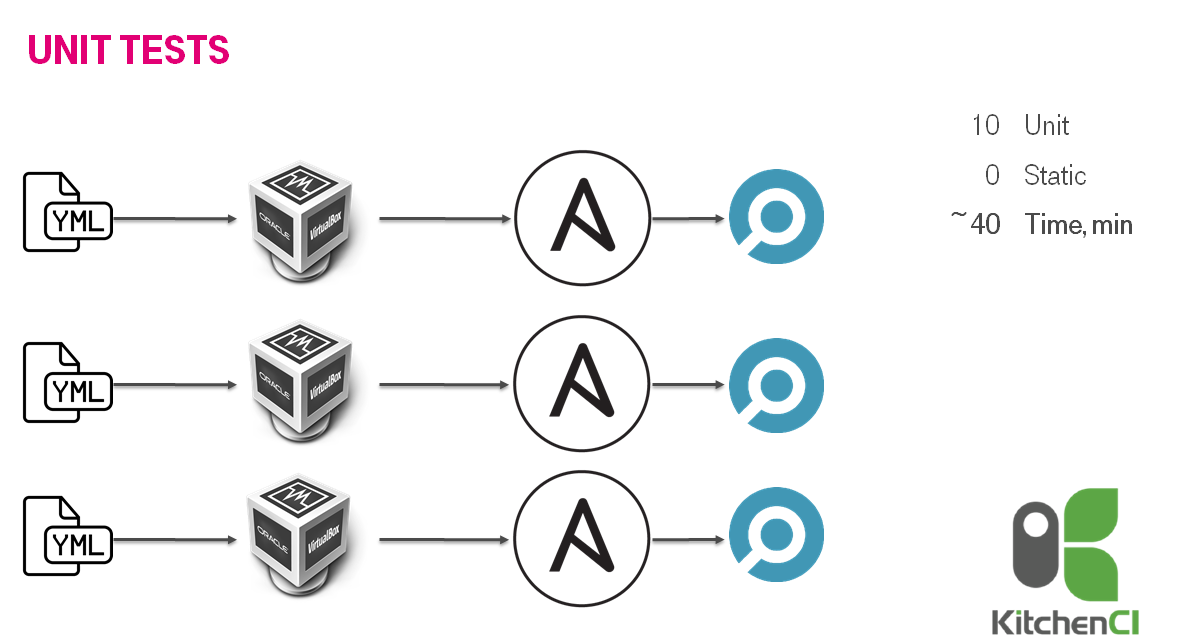 UNIT TESTS
10 Unit
0 Static
~40 Time, min
YML
ORACLE
VirtualBox
YML
ORACLE
VirtualBox
YML
ORACLE
VirtualBox
KitchenCI